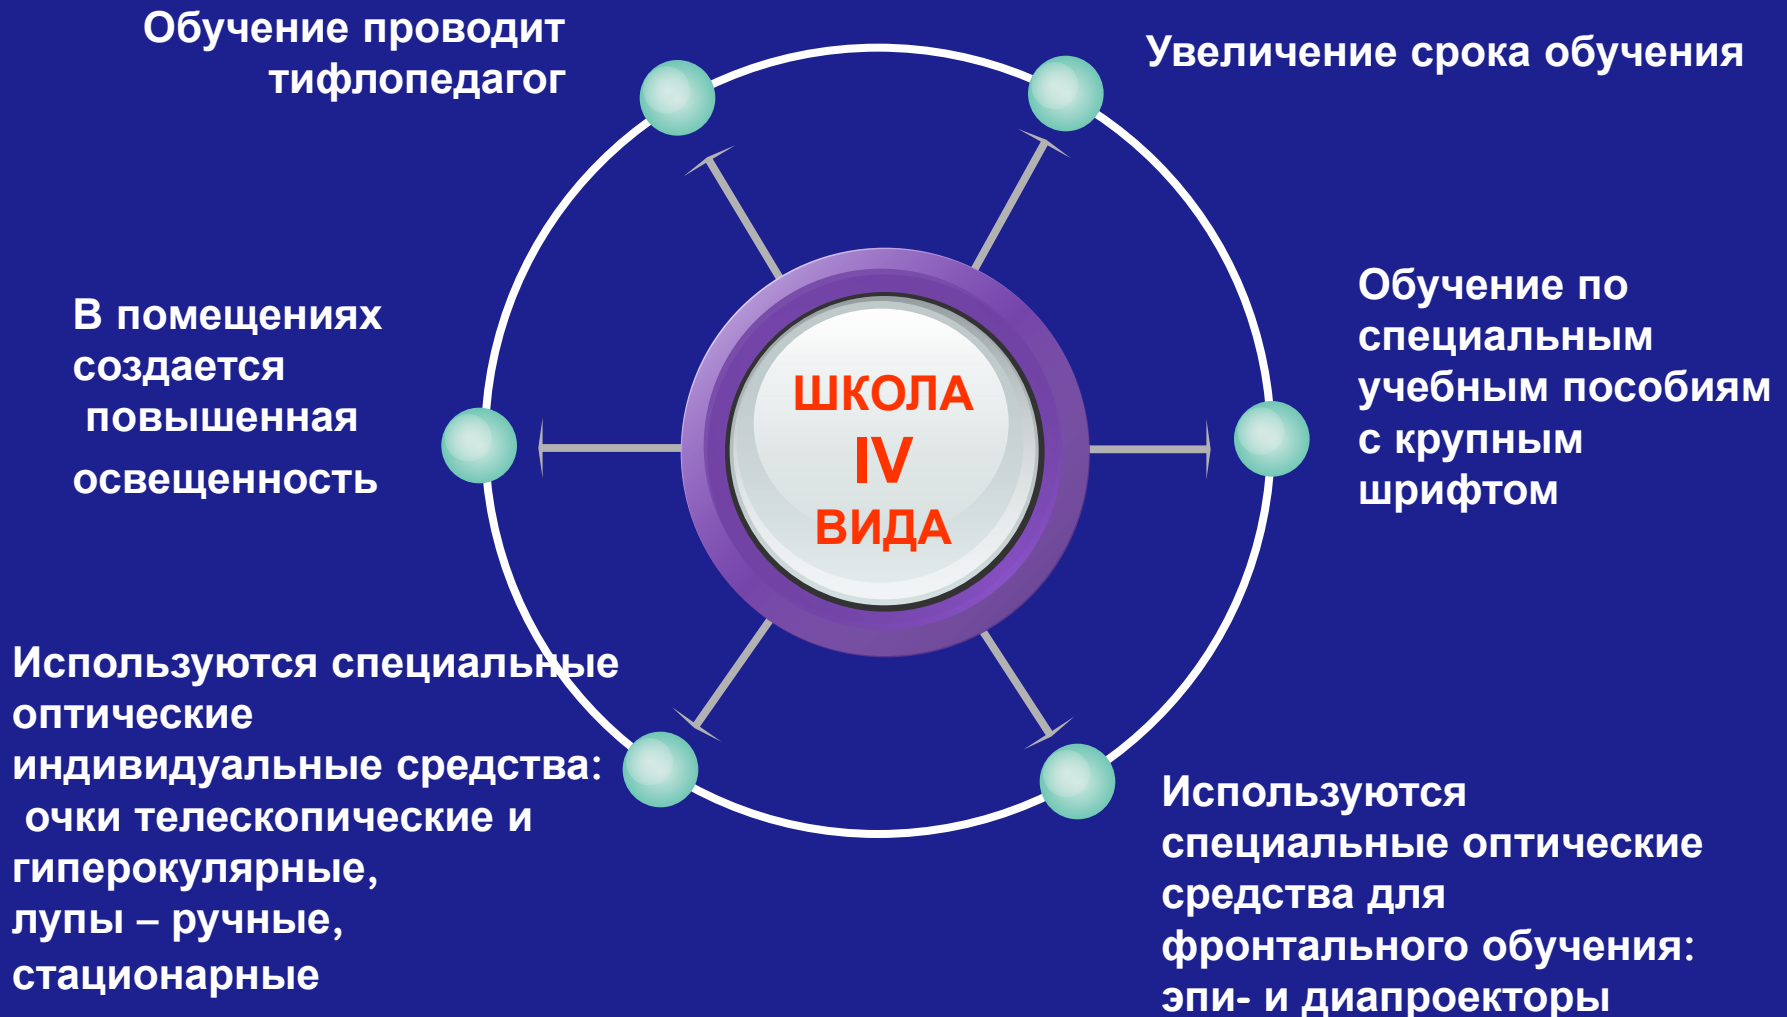 Обучение проводит
тифлопедагог
Увеличение срока обучения
В помещениях
создается
повышенная
освещенность
ШКОЛА
IV
ВИДА
Обучение по
специальным
учебным пособиям
с крупным
шрифтом
Используются специальные
оптические
индивидуальные средства:
очки телескопические и
гиперокулярные,
лупы – ручные,
стационарные
Используются
специальные оптические
средства для
фронтального обучения:
эпи- и диапроекторы